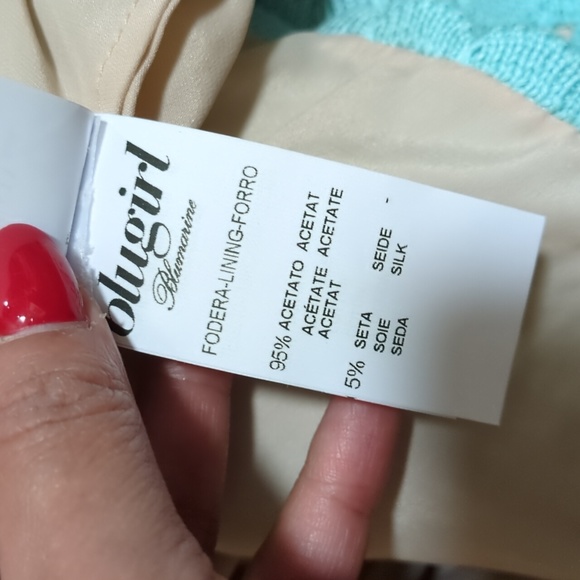 blugirl
Blumarine
FODERA-LINING-FORRO
95% ACETATO ACETAT
ACÉTATE ACETATE
ACETAT
5% SETA SEIDE -
SOIE SILK
SEDA